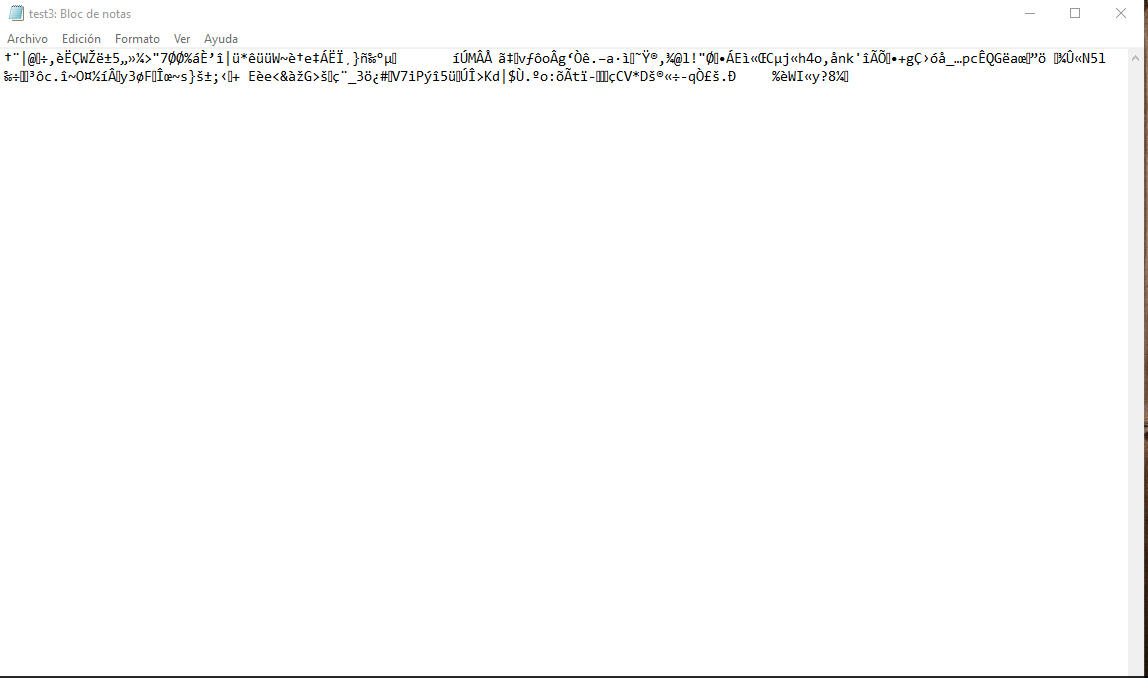 test3: Bloc de notas
Archivo Edición Formato Ver Ayuda
†¨|@÷‚èËÇWŽë±5„»¼>"7ØØ%áÈ’î|ü*êüüW~è†e‡ÁËÏ¸}ñ‰ºµ íÚMÂÅ ã‡vƒôoÂg‘Òê.—a·ì˜Ÿ®‚¾@l!"Ø•ÁEì«ŒCµj«h4o,ånk'îÃÕ•+gÇ›óå_…pcÊQGëaœ”ö ¾Û«N5l
‰÷³ôc.î~O¤½íÂy3øFÎœ~s}š±;‹+ Eèe<&àžG>šç¨_3ö¿#V7iPýî5üÚÎ>Kd|$Ù.ºo:õÃtï-çCV*Dš®«÷-qÒ£š.Ð %èWI«y?8¼